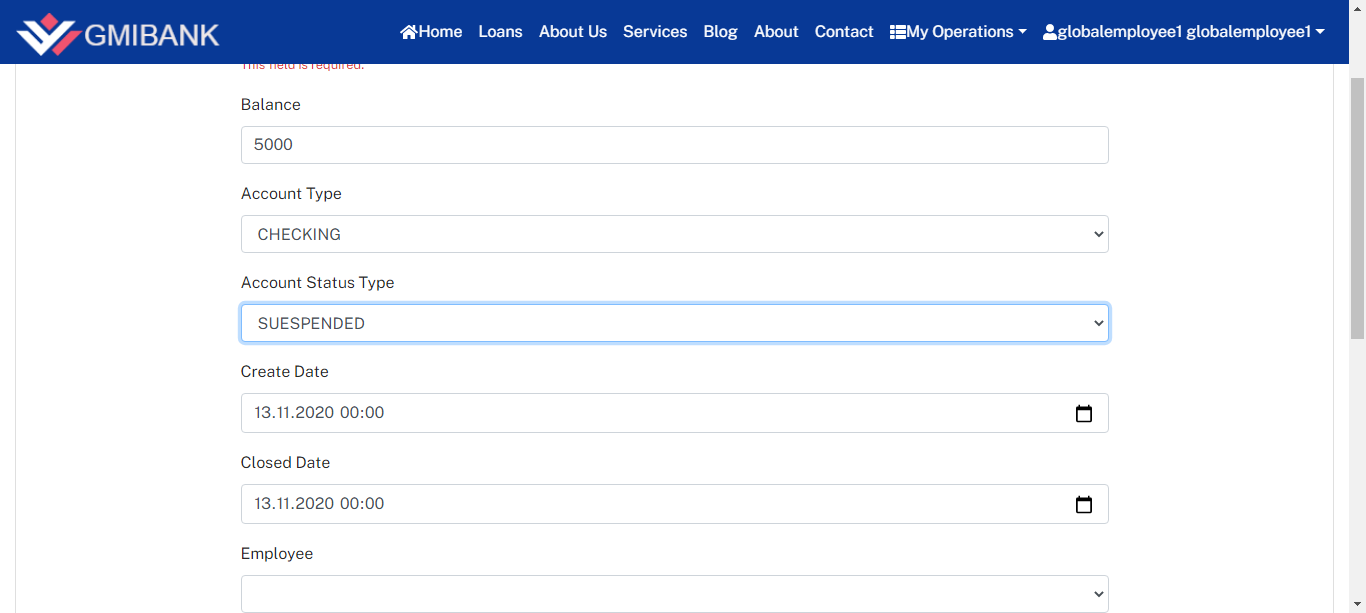 GMIBANK
Home Loans About Us Services Blog About Contact My Operations globalemployee1 globalemployee1
This field is required.
Balance
5000
Account Type
CHECKING
Account Status Type
SUESPENDED
Create Date
13.11.2020 00:00
Closed Date
13.11.2020 00:00
Employee